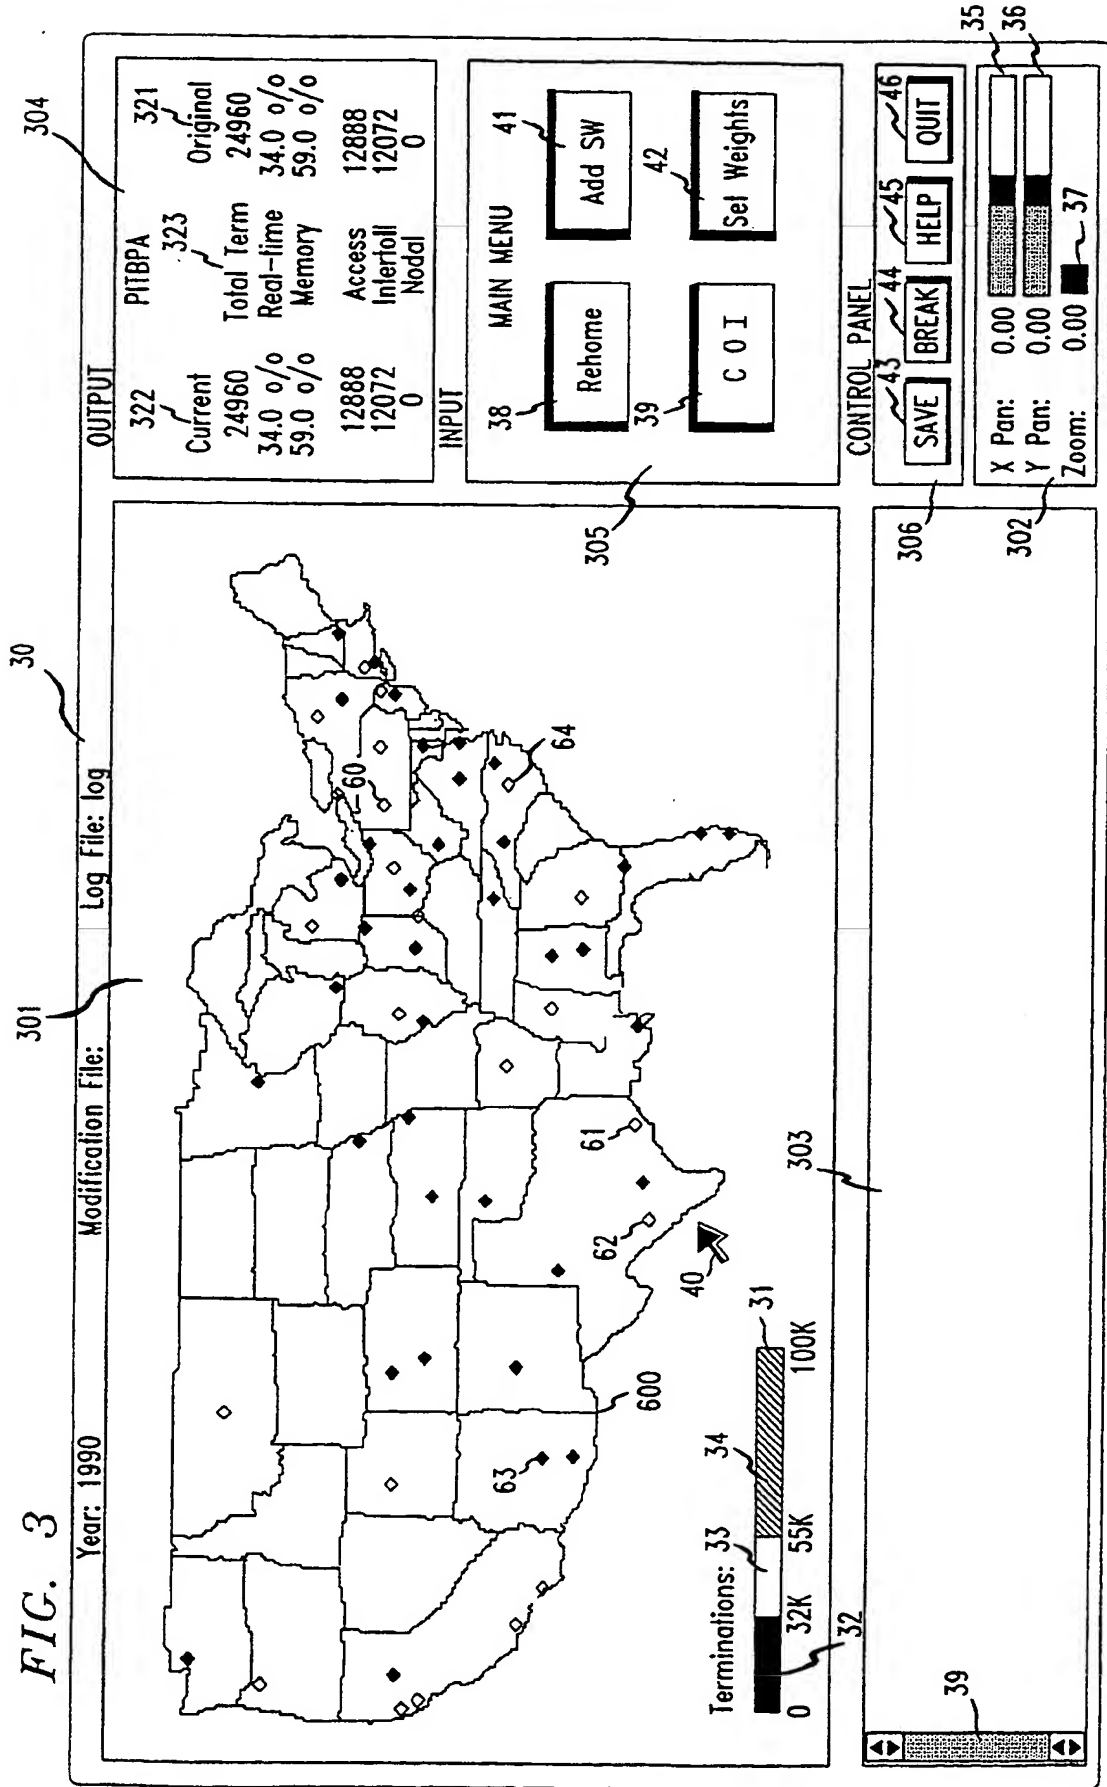 FIG. 3
30
301
304
Year: 1990 Modification File: Log File: log
OUTPUT
322 PITBPA 321
323
Current Total Term Original
24960 24960
34.0 o/o Real-time 34.0 o/o
59.0 o/o Memory 59.0 o/o
12888 Access 12888
12072 Intertoll 12072
0 Nodal 0
INPUT
MAIN MENU
38 41
Rehome Add SW
39 42
C O I Set Weights
305
CONTROL PANEL
43 44 45 46
SAVE BREAK HELP QUIT
306
X Pan: 0.00 35
Y Pan: 0.00 36
302
Zoom: 0.00 37
60
64
61
62
63
600
40
Terminations: 33 34 31
0 32K 55K 100K
32
303
39